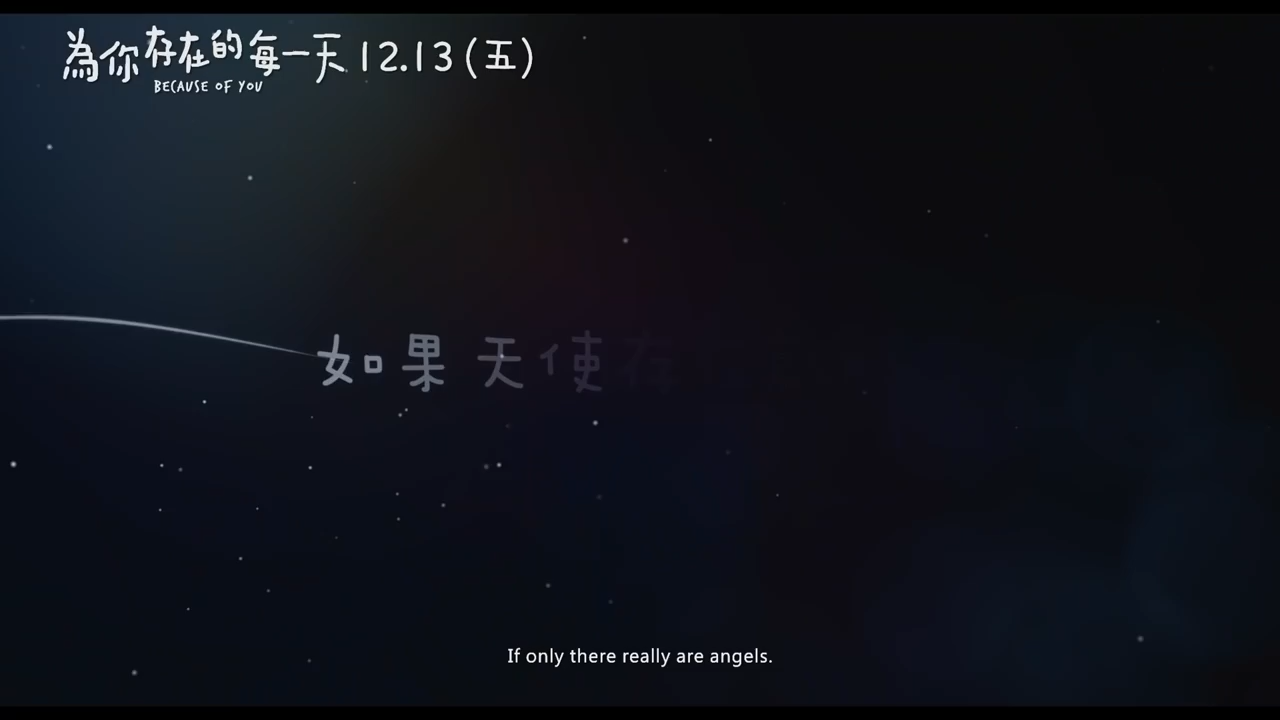 為你存在的每一天 12.13 (五)
BECAUSE OF YOU
如果 天使存
If only there really are angels.